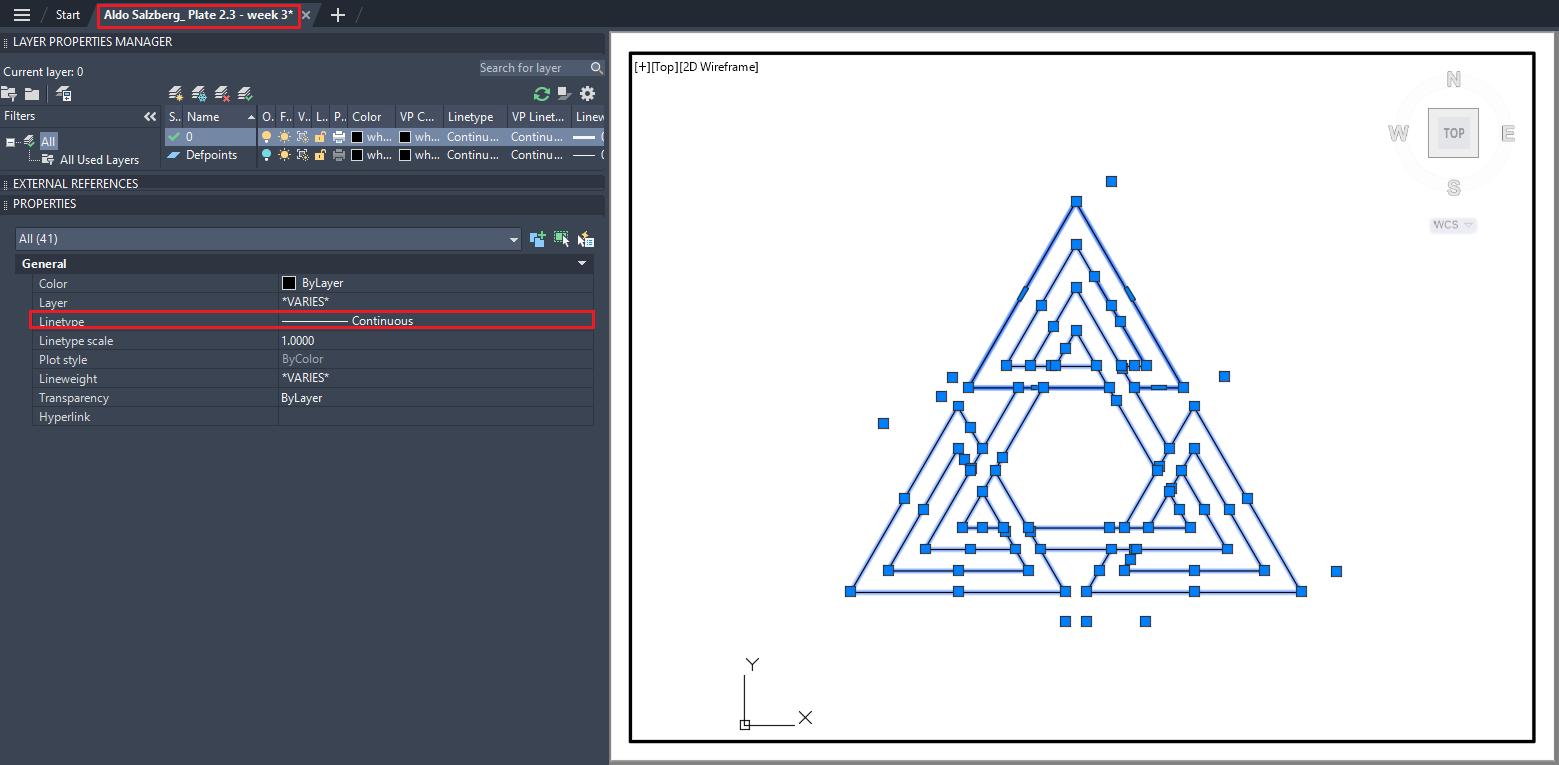 Start Aldo Salzberg_ Plate 2.3 - week 3*
LAYER PROPERTIES MANAGER
Current layer: 0
Search for layer
Filters
S.. Name O. F.. V.. L.. P.. Color VP C... Linetype VP Linet... Linew
All
0 wh... wh... Continu... Continu... 0
All Used Layers
Defpoints wh... wh... Continu... Continu... 0
EXTERNAL REFERENCES
PROPERTIES
All (41)
General
Color ByLayer
Layer *VARIES*
Linetype Continuous
Linetype scale 1.0000
Plot style ByColor
Lineweight *VARIES*
Transparency ByLayer
Hyperlink
[+][Top][2D Wireframe]
N
W TOP E
S
WCS
Y
X